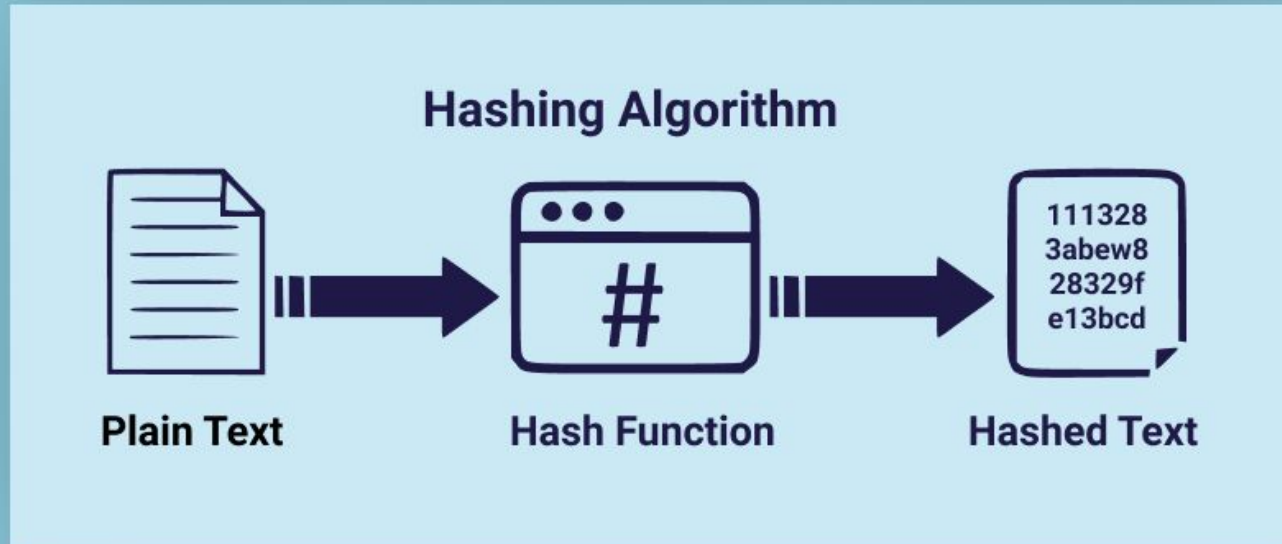 Hashing Algorithm
#
111328
3abew8
28329f
e13bcd
Plain Text
Hash Function
Hashed Text